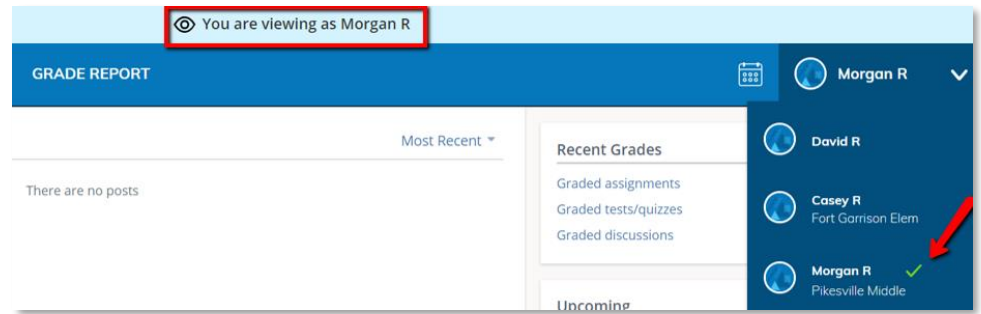 You are viewing as Morgan R
GRADE REPORT
Morgan R
Most Recent
There are no posts
Recent Grades
Graded assignments
Graded tests/quizzes
Graded discussions
Upcoming
David R
Casey R
Fort Garrison Elem
Morgan R
Pikesville Middle